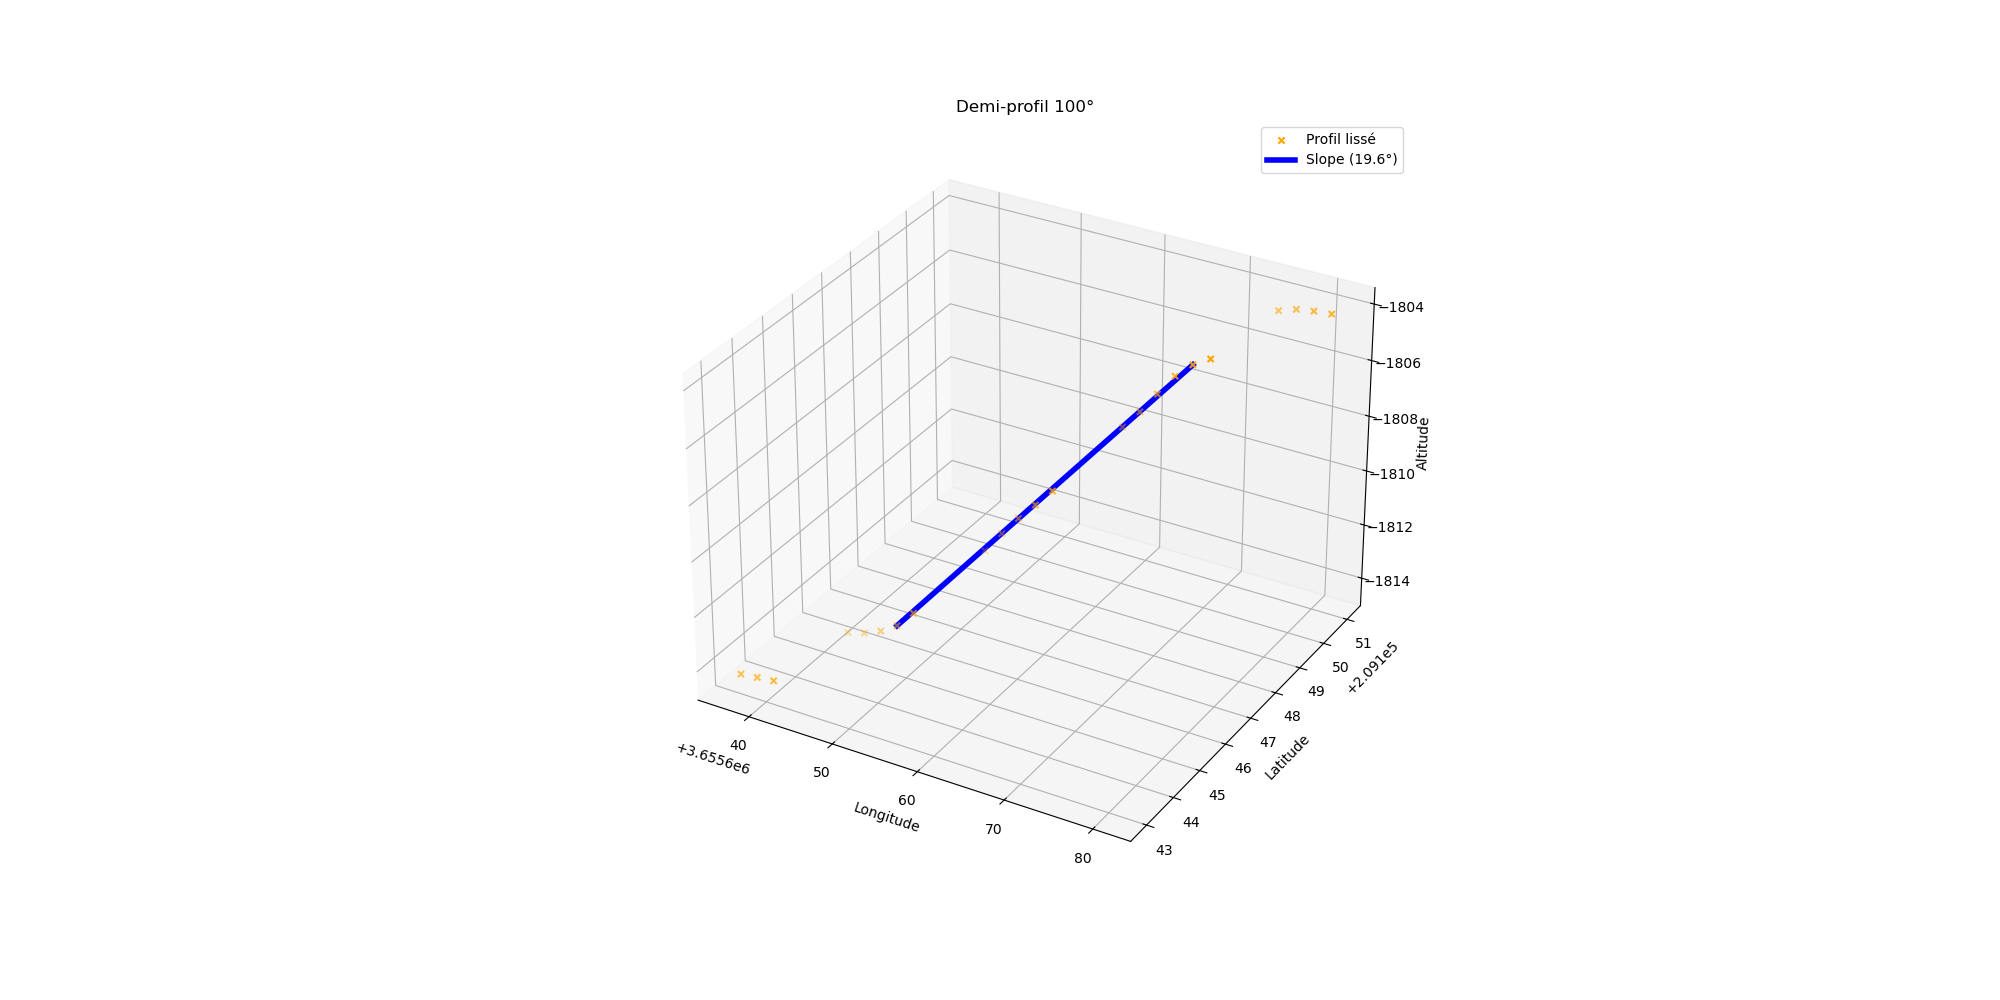 Demi-profil 100°
Profil lissé
Slope (19.6°)
−1804
−1806
−1808
−1810
−1812
−1814
Altitude
51
50
49
48
47
46
45
44
43
+2.091e5
Latitude
40
50
60
70
80
+3.6556e6
Longitude